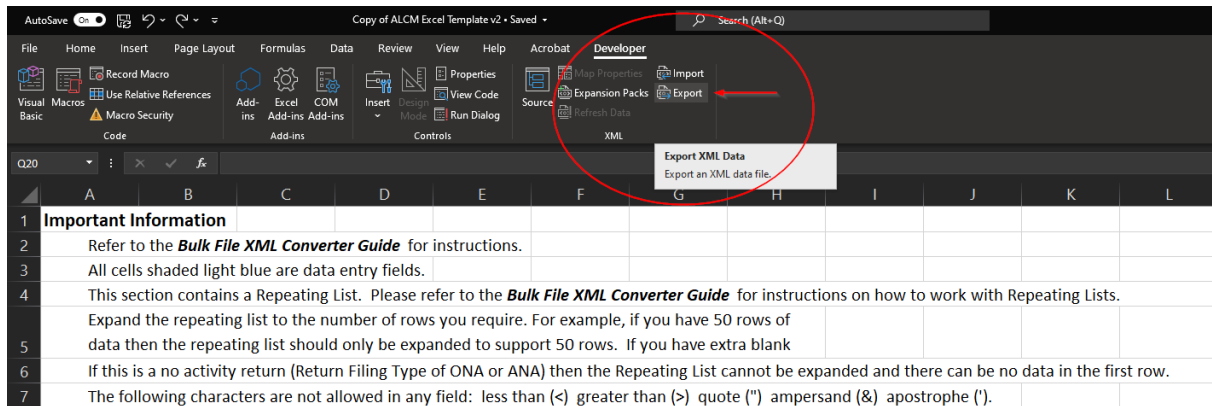 AutoSave On Copy of ALCM Excel Template v2 • Saved Search (Alt+Q)
File Home Insert Page Layout Formulas Data Review View Help Acrobat Developer
Visual Basic
Macros
Record Macro
Use Relative References
Macro Security
Code
Add-ins
Excel Add-ins
COM Add-ins
Add-ins
Insert
Design Mode
Properties
View Code
Run Dialog
Controls
Source
Map Properties
Expansion Packs
Refresh Data
Import
Export
XML
Q20 fx
Export XML Data
Export an XML data file.
A B C D E F G H I J K L
1 Important Information
2 Refer to the Bulk File XML Converter Guide for instructions.
3 All cells shaded light blue are data entry fields.
4 This section contains a Repeating List. Please refer to the Bulk File XML Converter Guide for instructions on how to work with Repeating Lists.
Expand the repeating list to the number of rows you require. For example, if you have 50 rows of
5 data then the repeating list should only be expanded to support 50 rows. If you have extra blank
6 If this is a no activity return (Return Filing Type of ONA or ANA) then the Repeating List cannot be expanded and there can be no data in the first row.
7 The following characters are not allowed in any field: less than (<) greater than (>) quote (") ampersand (&) apostrophe (').